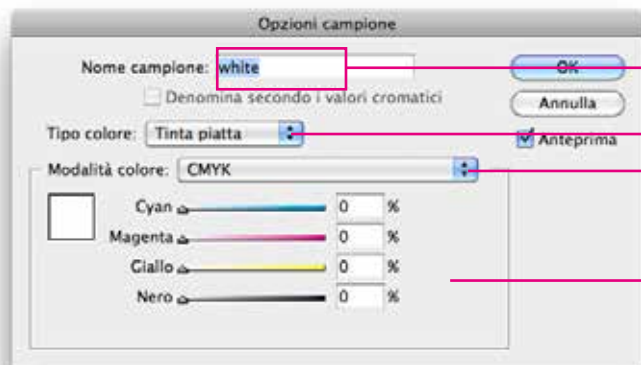 Opzioni campione
Nome campione: white
OK
Denomina secondo i valori cromatici
Annulla
Tipo colore: Tinta piatta
Anteprima
Modalità colore: CMYK
Cyan 0 %
Magenta 0 %
Giallo 0 %
Nero 0 %